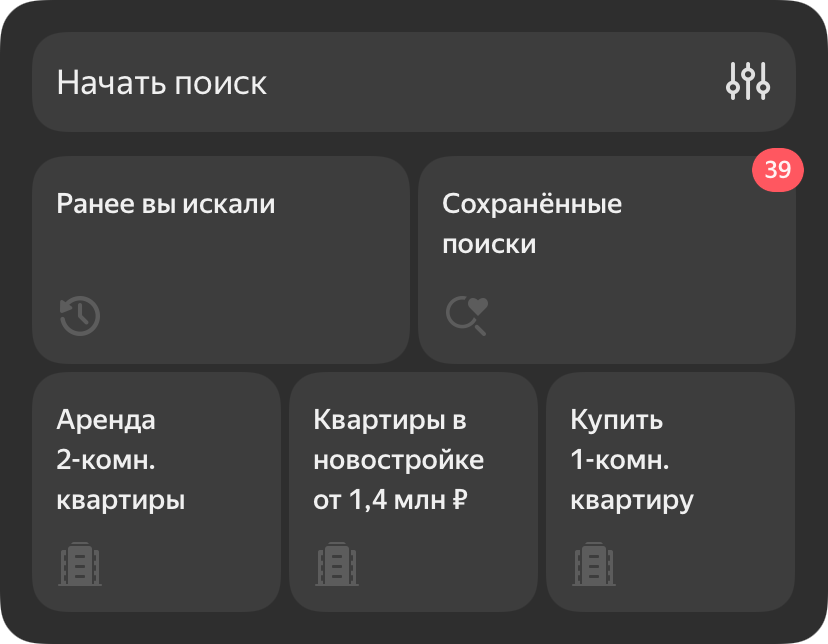 Начать поиск
39
Ранее вы искали
Сохранённые
поиски
Аренда
2-комн.
квартиры
Квартиры в
новостройке
от 1,4 млн ₽
Купить
1-комн.
квартиру